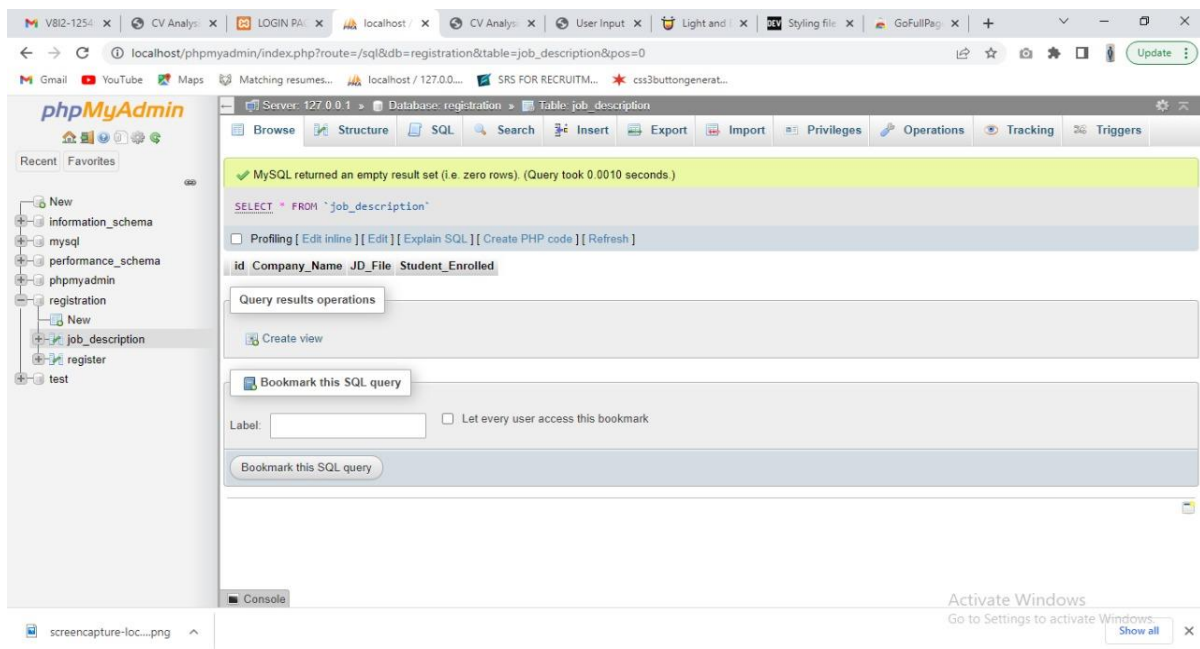 V8I2-1254 CV Analys LOGIN PA localhost / CV Analys User Input Light and Styling file GoFullPag
localhost/phpmyadmin/index.php?route=/sql&db=registration&table=job_description&pos=0 Update
Gmail YouTube Maps Matching resumes... localhost / 127.0.0.... SRS FOR RECRUITM... css3buttongenerat...
phpMyAdmin
Recent Favorites
New
information_schema
mysql
performance_schema
phpmyadmin
registration
New
job_description
register
test
Server: 127.0.0.1 » Database: registration » Table: job_description
Browse Structure SQL Search Insert Export Import Privileges Operations Tracking Triggers
MySQL returned an empty result set (i.e. zero rows). (Query took 0.0010 seconds.)
SELECT * FROM `job_description`
Profiling [ Edit inline ] [ Edit ] [ Explain SQL ] [ Create PHP code ] [ Refresh ]
id Company_Name JD_File Student_Enrolled
Query results operations
Create view
Bookmark this SQL query
Label: Let every user access this bookmark
Bookmark this SQL query
Console
Activate Windows
Go to Settings to activate Windows.
screencapture-loc....png Show all